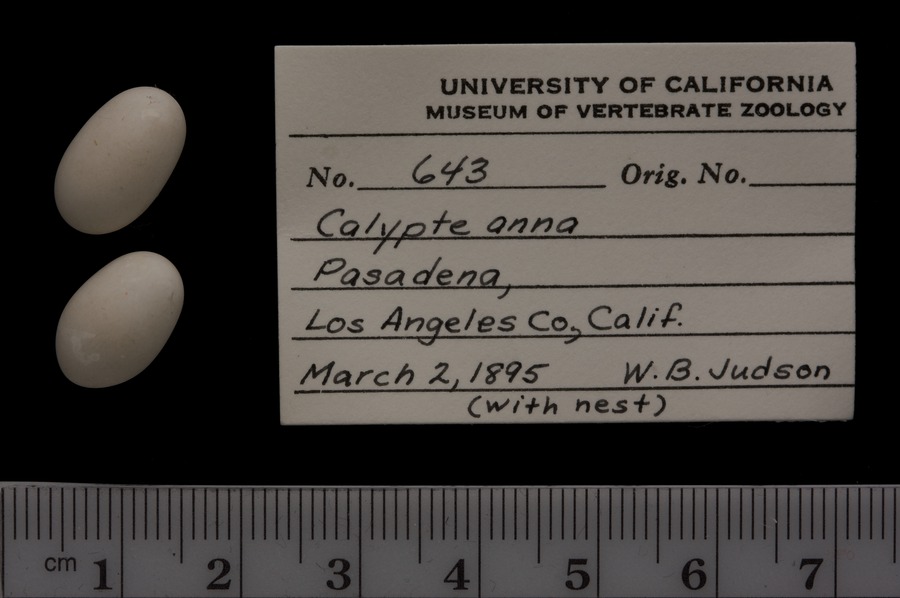 UNIVERSITY OF CALIFORNIA
MUSEUM OF VERTEBRATE ZOOLOGY
No. 643 Orig. No.
Calypte anna
Pasadena,
Los Angeles Co., Calif.
March 2, 1895 W. B. Judson
(with nest)
cm 1 2 3 4 5 6 7